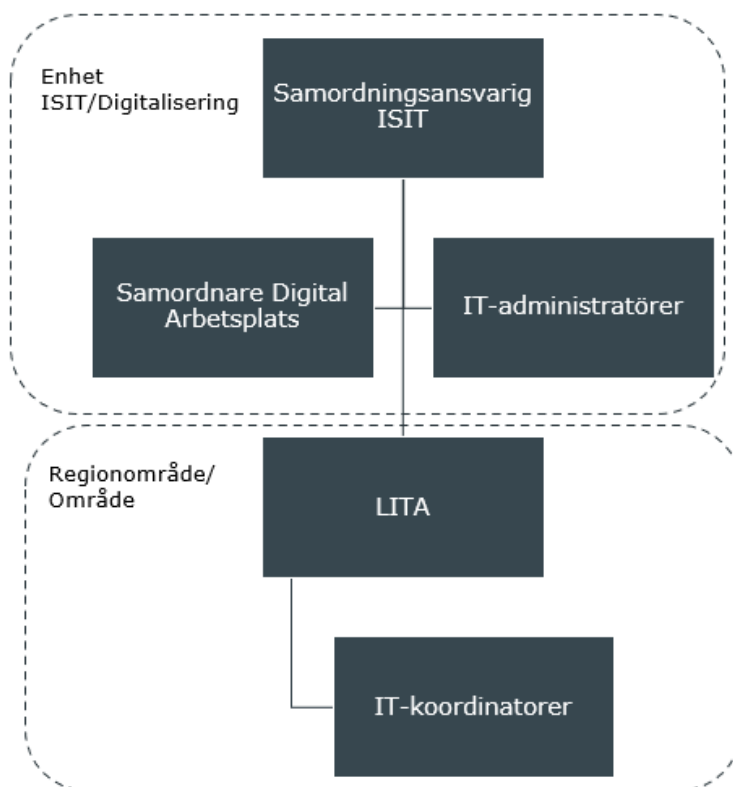 Enhet
ISIT/Digitalisering
Samordningsansvarig
ISIT
Samordnare Digital
Arbetsplats
IT-administratörer
Regionområde/
Område
LITA
IT-koordinatorer